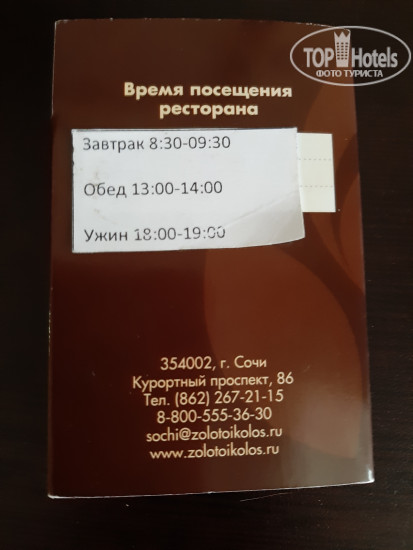 TOP Hotels
ФОТО ТУРИСТА
Время посещения
ресторана
Завтрак 8:30-09:30
Обед 13:00-14:00
Ужин 18:00-19:00
354002, г. Сочи
Курортный проспект, 86
Тел. (862) 267-21-15
8-800-555-36-30
sochi@zolotoikolos.ru
www.zolotoikolos.ru